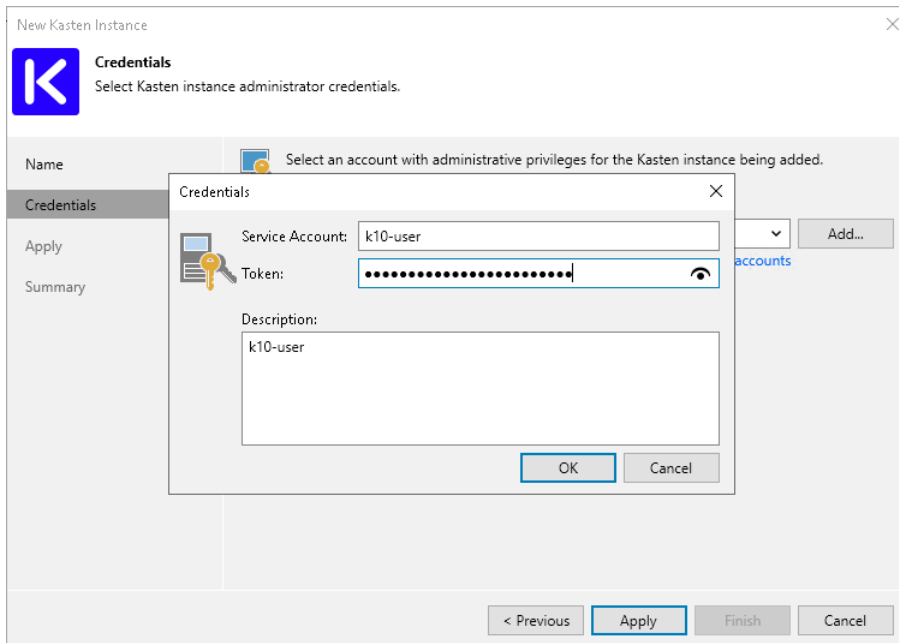 New Kasten Instance
Credentials
Select Kasten instance administrator credentials.
Name
Credentials
Apply
Summary
Select an account with administrative privileges for the Kasten instance being added.
Add...
accounts
Credentials
Service Account: k10-user
Token: ••••••••••••••••••••••••
Description:
k10-user
OK Cancel
< Previous Apply Finish Cancel